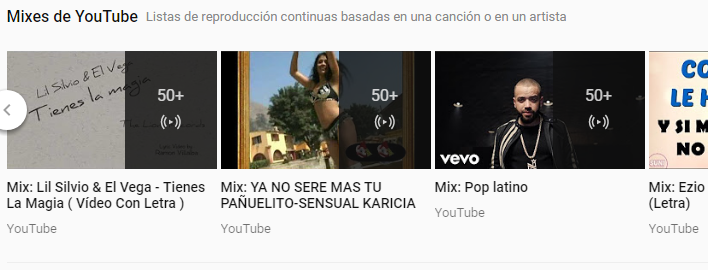 Mixes de YouTube Listas de reproducción continuas basadas en una canción o en un artista
Lil Silvio & El Vega
Tienes la magia
50+
50+
50+
vevo
CO
LE H
Y SI M
NO
Mix: Lil Silvio & El Vega - Tienes
La Magia ( Vídeo Con Letra )
YouTube
Mix: YA NO SERE MAS TU
PAÑUELITO-SENSUAL KARICIA
YouTube
Mix: Pop latino
YouTube
Mix: Ezio
(Letra)
YouTube